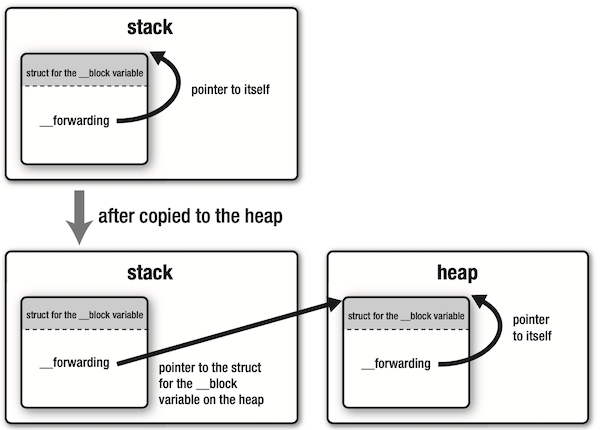 stack
struct for the __block variable
pointer to itself
__forwarding
after copied to the heap
stack
struct for the __block variable
__forwarding
pointer to the struct
for the __block
variable on the heap
heap
struct for the __block variable
pointer
to itself
__forwarding